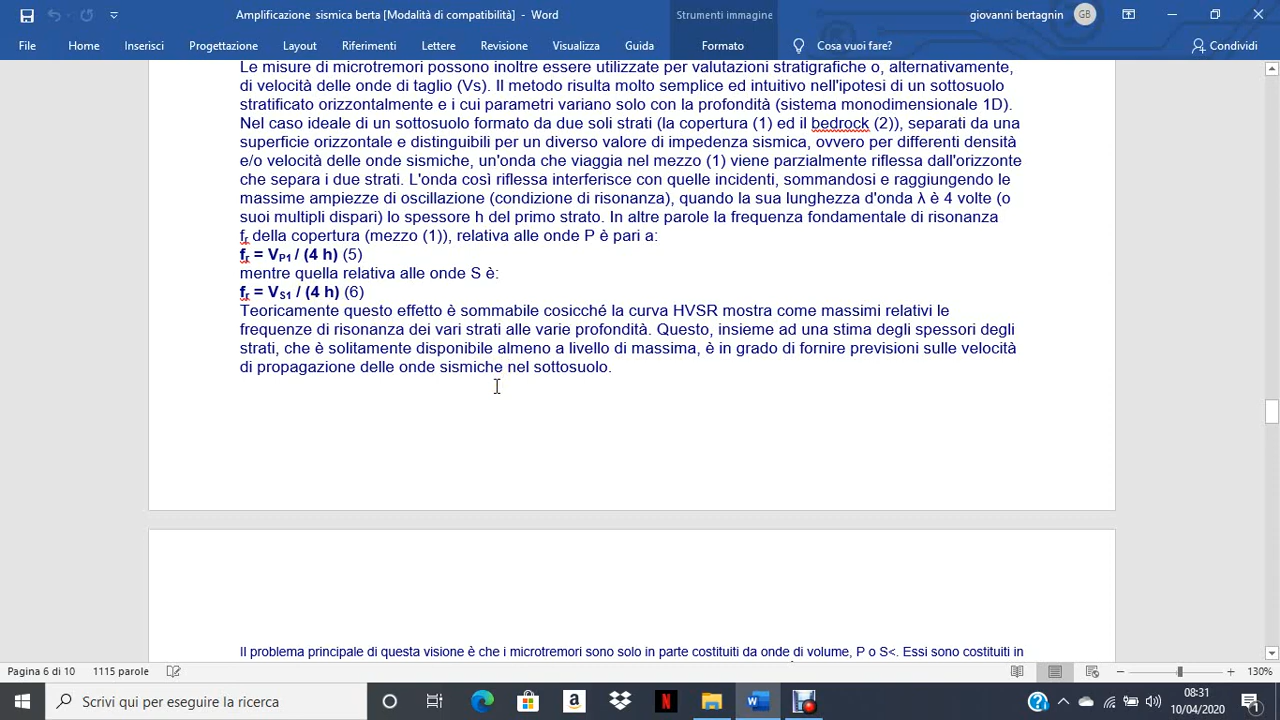 Amplificazione sismica berta [Modalità di compatibilità] - Word
Strumenti immagine
giovanni bertagnin
GB
File
Home
Inserisci
Progettazione
Layout
Riferimenti
Lettere
Revisione
Visualizza
Guida
Formato
Cosa vuoi fare?
Condividi
Le misure di microtremori possono inoltre essere utilizzate per valutazioni stratigrafiche o, alternativamente,
di velocità delle onde di taglio (Vs). Il metodo risulta molto semplice ed intuitivo nell'ipotesi di un sottosuolo
stratificato orizzontalmente e i cui parametri variano solo con la profondità (sistema monodimensionale 1D).
Nel caso ideale di un sottosuolo formato da due soli strati (la copertura (1) ed il bedrock (2)), separati da una
superficie orizzontale e distinguibili per un diverso valore di impedenza sismica, ovvero per differenti densità
e/o velocità delle onde sismiche, un'onda che viaggia nel mezzo (1) viene parzialmente riflessa dall'orizzonte
che separa i due strati. L'onda così riflessa interferisce con quelle incidenti, sommandosi e raggiungendo le
massime ampiezze di oscillazione (condizione di risonanza), quando la sua lunghezza d'onda λ è 4 volte (o
suoi multipli dispari) lo spessore h del primo strato. In altre parole la frequenza fondamentale di risonanza
fr della copertura (mezzo (1)), relativa alle onde P è pari a:
fr = VP1 / (4 h) (5)
mentre quella relativa alle onde S è:
fr = VS1 / (4 h) (6)
Teoricamente questo effetto è sommabile cosicché la curva HVSR mostra come massimi relativi le
frequenze di risonanza dei vari strati alle varie profondità. Questo, insieme ad una stima degli spessori degli
strati, che è solitamente disponibile almeno a livello di massima, è in grado di fornire previsioni sulle velocità
di propagazione delle onde sismiche nel sottosuolo.
Il problema principale di questa visione è che i microtremori sono solo in parte costituiti da onde di volume, P o S<. Essi sono costituiti in
Pagina 6 di 10
1115 parole
130%
Scrivi qui per eseguire la ricerca
08:31
10/04/2020